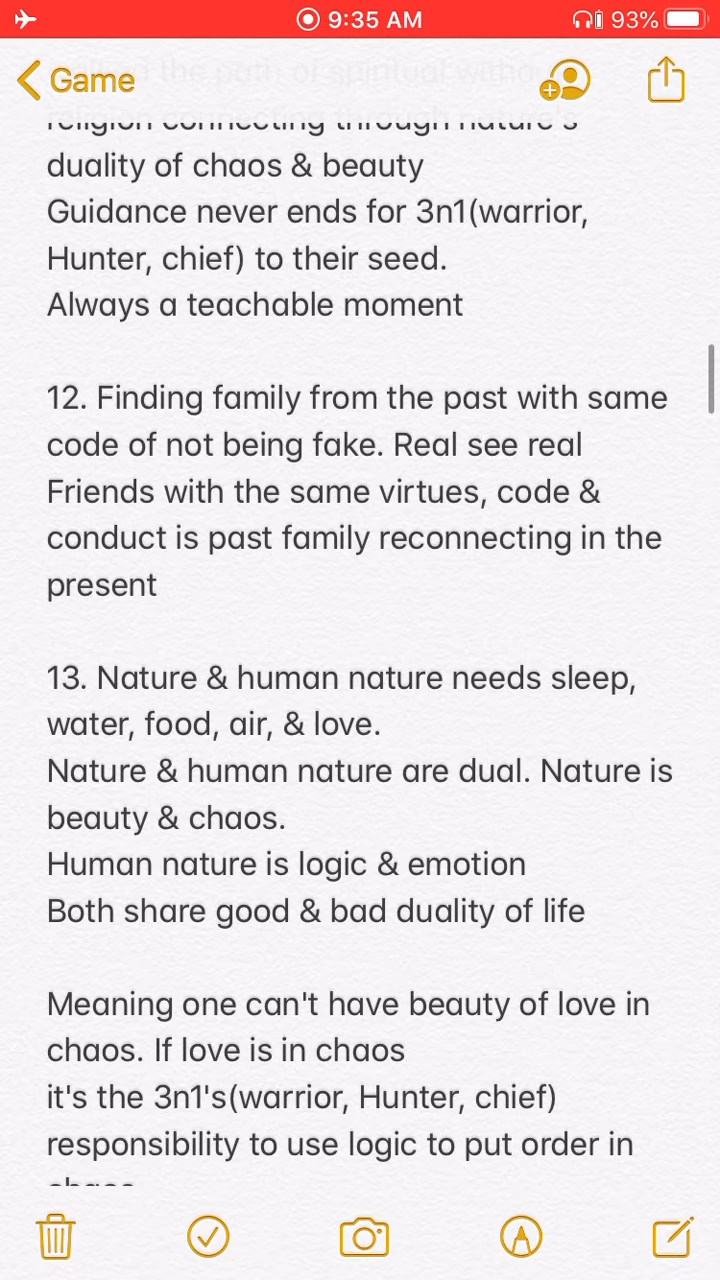 9:35 AM
93%
Game
religion connecting through nature's
duality of chaos & beauty
Guidance never ends for 3n1(warrior,
Hunter, chief) to their seed.
Always a teachable moment
12. Finding family from the past with same
code of not being fake. Real see real
Friends with the same virtues, code &
conduct is past family reconnecting in the
present
13. Nature & human nature needs sleep,
water, food, air, & love.
Nature & human nature are dual. Nature is
beauty & chaos.
Human nature is logic & emotion
Both share good & bad duality of life
Meaning one can't have beauty of love in
chaos. If love is in chaos
it's the 3n1's(warrior, Hunter, chief)
responsibility to use logic to put order in
chaos